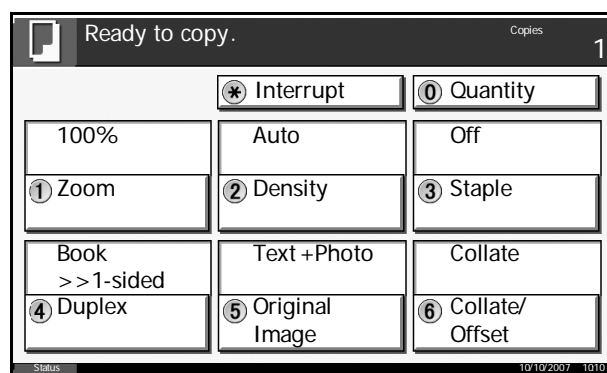 Ready to copy.
Copies
1
* Interrupt
0 Quantity
100%
Auto
Off
1 Zoom
2 Density
3 Staple
Book
>>1-sided
Text+Photo
Collate
4 Duplex
5 Original
Image
6 Collate/
Offset
Status
10/10/2007 1010